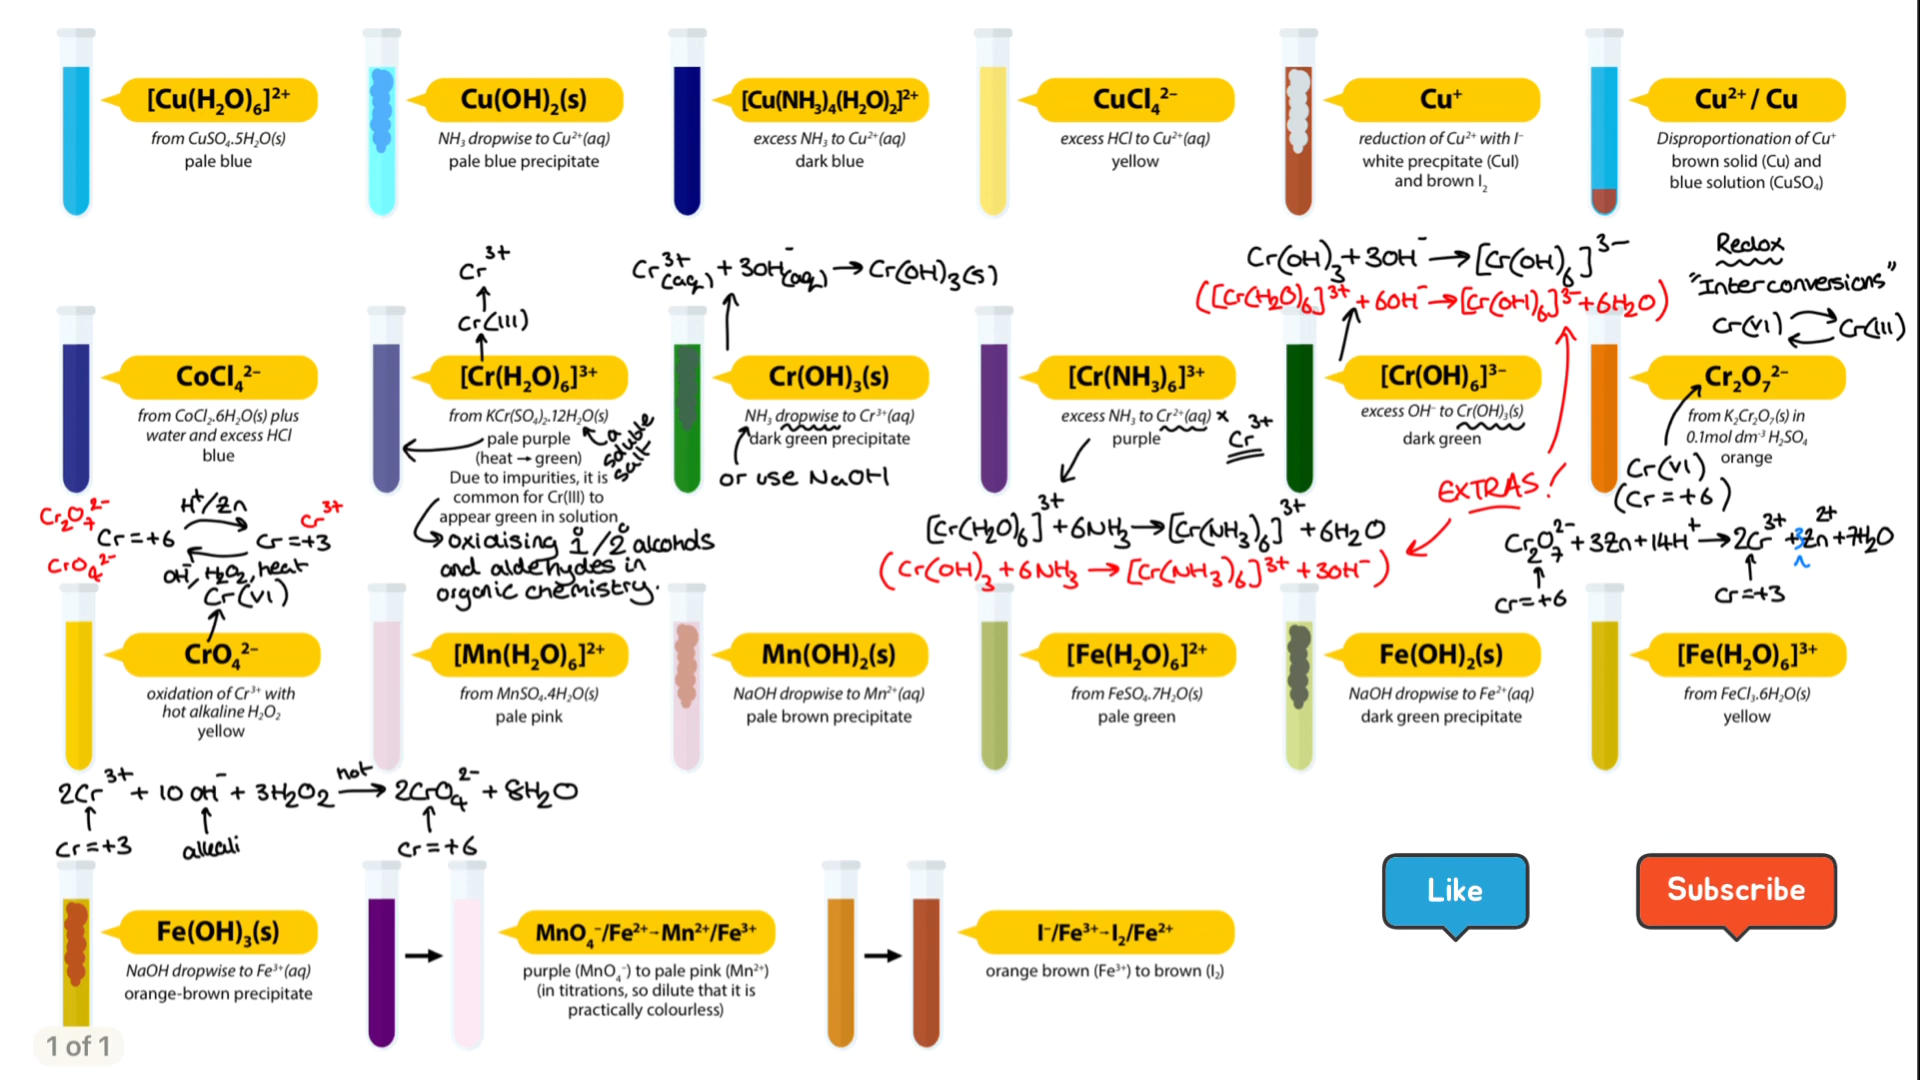 [Cu(H₂O)₆]²⁺
from CuSO₄.5H₂O(s)
pale blue
Cu(OH)₂(s)
NH₃ dropwise to Cu²⁺(aq)
pale blue precipitate
[Cu(NH₃)₄(H₂O)₂]²⁺
excess NH₃ to Cu²⁺(aq)
dark blue
CuCl₄²⁻
excess HCl to Cu²⁺(aq)
yellow
Cu⁺
reduction of Cu²⁺ with I⁻
white precpitate (CuI)
and brown I₂
Cu²⁺ / Cu
Disproportionation of Cu⁺
brown solid (Cu) and
blue solution (CuSO₄)
Cr³⁺
Cr(III)
Cr³⁺(aq) + 3OH⁻(aq) → Cr(OH)₃(s)
Cr(OH)₃ + 3OH⁻ → [Cr(OH)₆]³⁻
([Cr(H₂O)₆]³⁺ + 6OH⁻ → [Cr(OH)₆]³⁻ + 6H₂O)
Redox
"Interconversions"
Cr(VI) ⇌ Cr(III)
CoCl₄²⁻
from CoCl₂.6H₂O(s) plus
water and excess HCl
blue
[Cr(H₂O)₆]³⁺
from KCr(SO₄)₂.12H₂O(s)
pale purple
(heat → green)
Due to impurities, it is
common for Cr(III) to
appear green in solution
a
soluble
salt
oxidising 1°/2° alcohols
and aldehydes in
organic chemistry.
Cr(OH)₃(s)
NH₃ dropwise to Cr³⁺(aq)
dark green precipitate
or use NaOH
[Cr(NH₃)₆]³⁺
excess NH₃ to Cr²⁺(aq) x
purple
Cr³⁺
[Cr(H₂O)₆]³⁺ + 6NH₃ → [Cr(NH₃)₆]³⁺ + 6H₂O
(Cr(OH)₃ + 6NH₃ → [Cr(NH₃)₆]³⁺ + 3OH⁻)
[Cr(OH)₆]³⁻
excess OH⁻ to Cr(OH)₃(s)
dark green
EXTRAS!
Cr₂O₇²⁻
from K₂Cr₂O₇(s) in
0.1mol dm⁻³ H₂SO₄
orange
Cr(VI)
(Cr = +6)
Cr₂O₇²⁻ + 3Zn + 14H⁺ → 2Cr³⁺ + 3Zn²⁺ + 7H₂O
Cr = +6
Cr = +3
Cr₂O₇²⁻
CrO₄²⁻
Cr = +6
H⁺/Zn
Cr³⁺
Cr = +3
OH⁻, H₂O₂, heat
Cr(VI)
CrO₄²⁻
oxidation of Cr³⁺ with
hot alkaline H₂O₂
yellow
[Mn(H₂O)₆]²⁺
from MnSO₄.4H₂O(s)
pale pink
Mn(OH)₂(s)
NaOH dropwise to Mn²⁺(aq)
pale brown precipitate
[Fe(H₂O)₆]²⁺
from FeSO₄.7H₂O(s)
pale green
Fe(OH)₂(s)
NaOH dropwise to Fe²⁺(aq)
dark green precipitate
[Fe(H₂O)₆]³⁺
from FeCl₃.6H₂O(s)
yellow
2Cr³⁺ + 10OH⁻ + 3H₂O₂ hot → 2CrO₄²⁻ + 8H₂O
Cr = +3
alkali
Cr = +6
Fe(OH)₃(s)
NaOH dropwise to Fe³⁺(aq)
orange-brown precipitate
MnO₄⁻/Fe²⁺→Mn²⁺/Fe³⁺
purple (MnO₄⁻) to pale pink (Mn²⁺)
(in titrations, so dilute that it is
practically colourless)
I⁻/Fe³⁺→I₂/Fe²⁺
orange brown (Fe³⁺) to brown (I₂)
Like
Subscribe
1 of 1